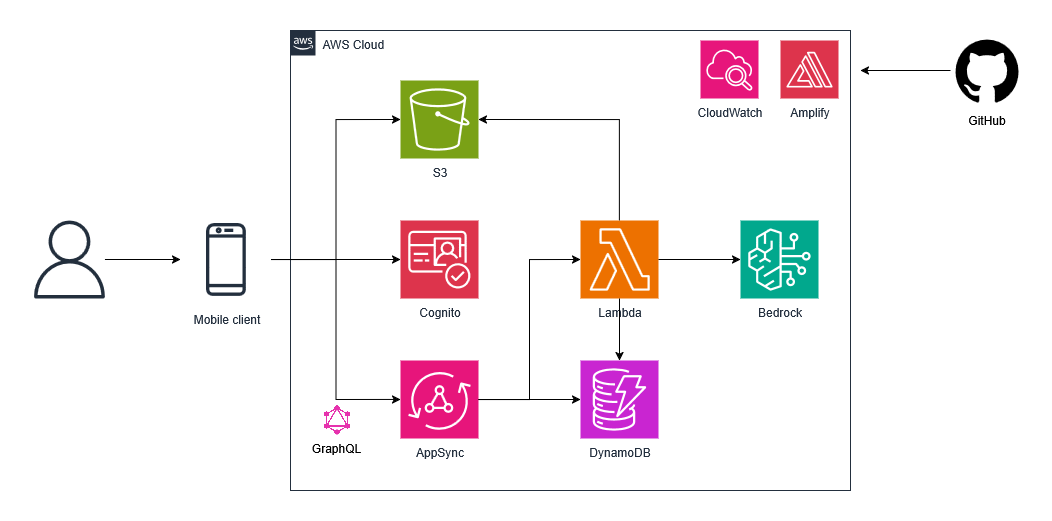 aws
AWS Cloud
CloudWatch
Amplify
GitHub
S3
Mobile client
Cognito
Lambda
Bedrock
GraphQL
AppSync
DynamoDB